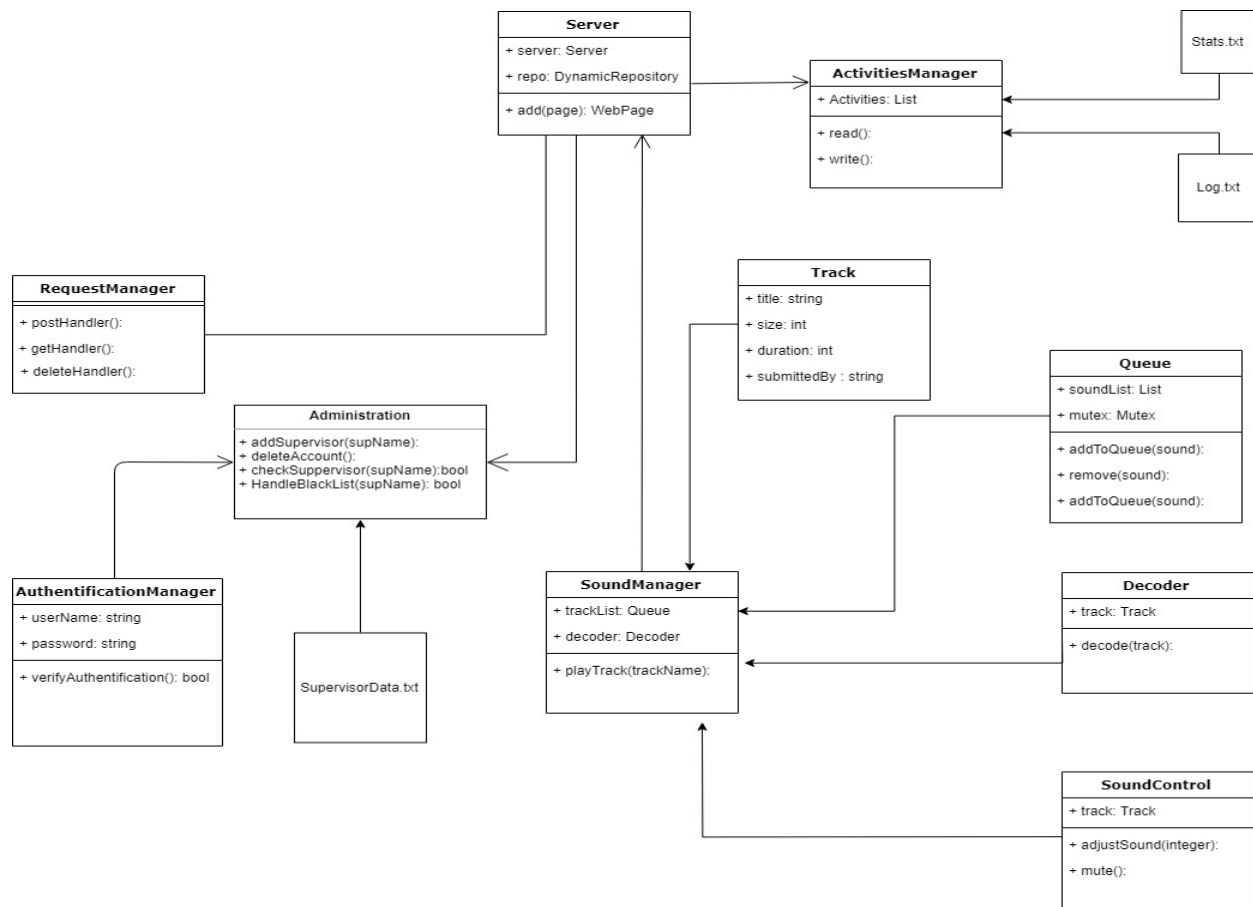 Server
+ server: Server
+ repo: DynamicRepository
+ add(page): WebPage
ActivitiesManager
+ Activities: List
+ read():
+ write():
Stats.txt
Log.txt
RequestManager
+ postHandler():
+ getHandler():
+ deleteHandler():
Track
+ title: string
+ size: int
+ duration: int
+ submittedBy : string
Queue
+ soundList: List
+ mutex: Mutex
+ addToQueue(sound):
+ remove(sound):
+ addToQueue(sound):
Administration
+ addSupervisor(supName):
+ deleteAccount():
+ checkSuppervisor(supName):bool
+ HandleBlackList(supName): bool
AuthentificationManager
+ userName: string
+ password: string
+ verifyAuthentification(): bool
SupervisorData.txt
SoundManager
+ trackList: Queue
+ decoder: Decoder
+ playTrack(trackName):
Decoder
+ track: Track
+ decode(track):
SoundControl
+ track: Track
+ adjustSound(integer):
+ mute():